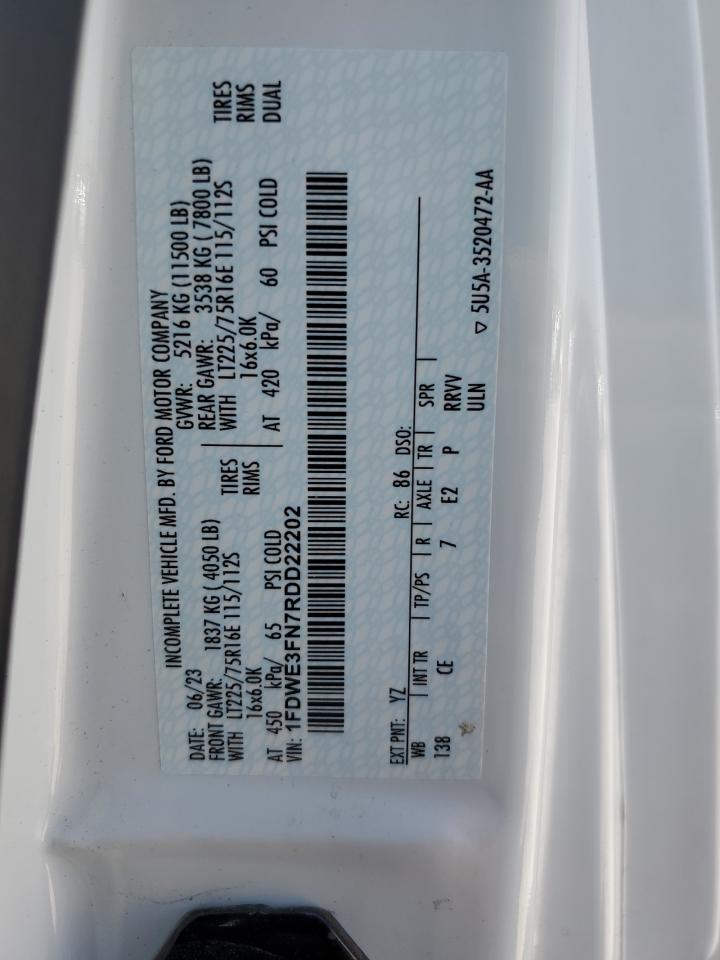 INCOMPLETE VEHICLE MFD. BY FORD MOTOR COMPANY
DATE: 06/23 GVWR: 5216 KG (11500 LB)
FRONT GAWR: 1837 KG ( 4050 LB) REAR GAWR: 3538 KG ( 7800 LB)
WITH LT225/75R16E 115/112S TIRES WITH LT225/75R16E 115/112S TIRES
16x6.0K RIMS 16x6.0K RIMS
AT 450 kPa/ 65 PSI COLD AT 420 kPa/ 60 PSI COLD DUAL
VIN: 1FDWE3FN7RDD22202
EXT PNT: YZ RC: 86 DSO:
WB INT TR TP/PS R AXLE TR SPR
138 CE 7 E2 P RRVV
ULN
▽ 5U5A-3520472-AA